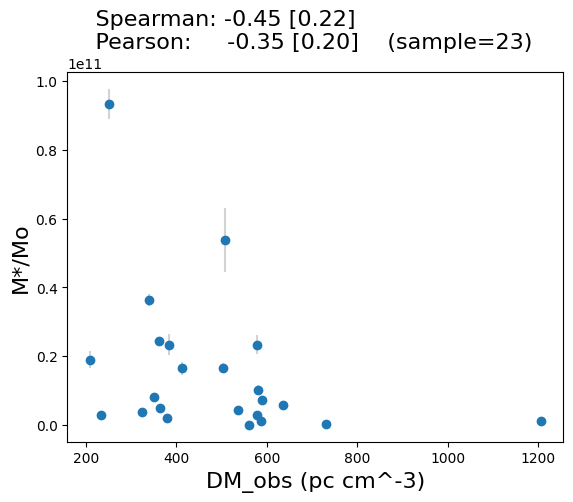 Spearman: -0.45 [0.22]
Pearson: -0.35 [0.20] (sample=23)
1e11
1.0
0.8
0.6
0.4
0.2
0.0
M*/Mo
200 400 600 800 1000 1200
DM_obs (pc cm^-3)